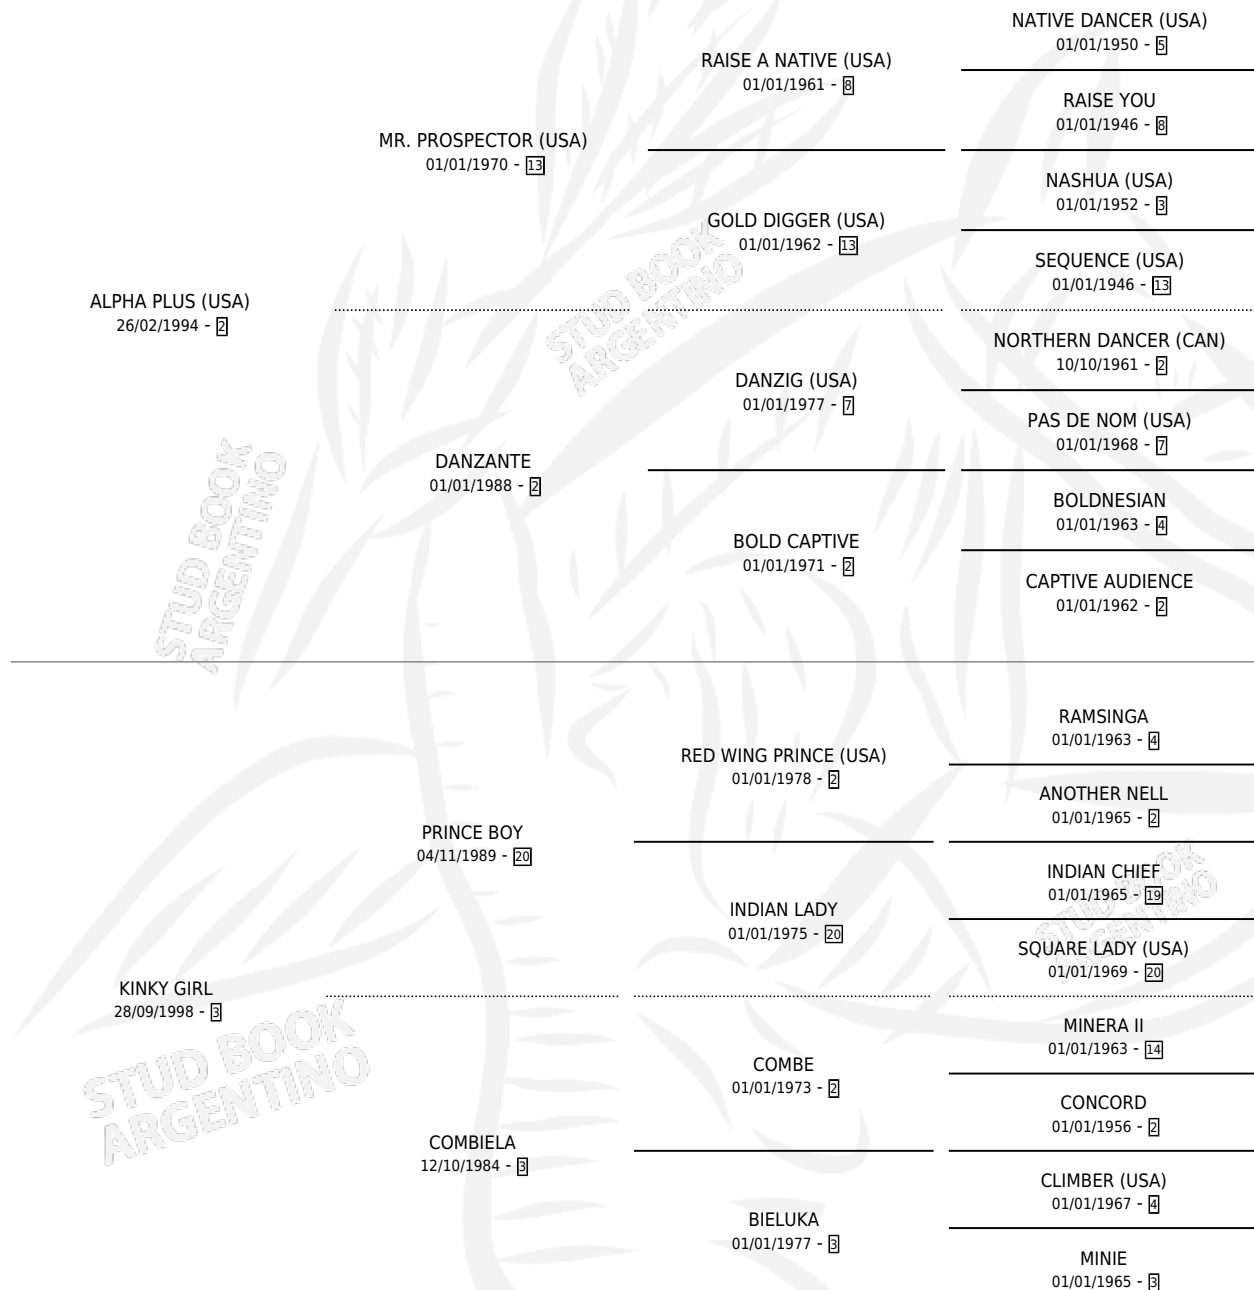 NATIVE DANCER (USA)
01/01/1950 - 5
RAISE A NATIVE (USA)
01/01/1961 - 8
RAISE YOU
01/01/1946 - 8
MR. PROSPECTOR (USA)
01/01/1970 - 13
NASHUA (USA)
01/01/1952 - 3
GOLD DIGGER (USA)
01/01/1962 - 13
SEQUENCE (USA)
01/01/1946 - 13
STUD BOOK
ARGENTINO
ALPHA PLUS (USA)
26/02/1994 - 2
NORTHERN DANCER (CAN)
10/10/1961 - 2
DANZIG (USA)
01/01/1977 - 7
PAS DE NOM (USA)
01/01/1968 - 7
DANZANTE
01/01/1988 - 2
BOLDNESIAN
01/01/1963 - 4
BOLD CAPTIVE
01/01/1971 - 2
CAPTIVE AUDIENCE
01/01/1962 - 2
STUD BOOK
ARGENTINO
RAMSINGA
01/01/1963 - 4
RED WING PRINCE (USA)
01/01/1978 - 2
ANOTHER NELL
01/01/1965 - 2
PRINCE BOY
04/11/1989 - 20
INDIAN CHIEF
01/01/1965 - 19
INDIAN LADY
01/01/1975 - 20
SQUARE LADY (USA)
01/01/1969 - 20
STUD BOOK
ARGENTINO
KINKY GIRL
28/09/1998 - 3
MINERA II
01/01/1963 - 14
COMBE
01/01/1973 - 2
CONCORD
01/01/1956 - 2
STUD BOOK
ARGENTINO
COMBIELA
12/10/1984 - 3
CLIMBER (USA)
01/01/1967 - 4
BIELUKA
01/01/1977 - 3
MINIE
01/01/1965 - 3